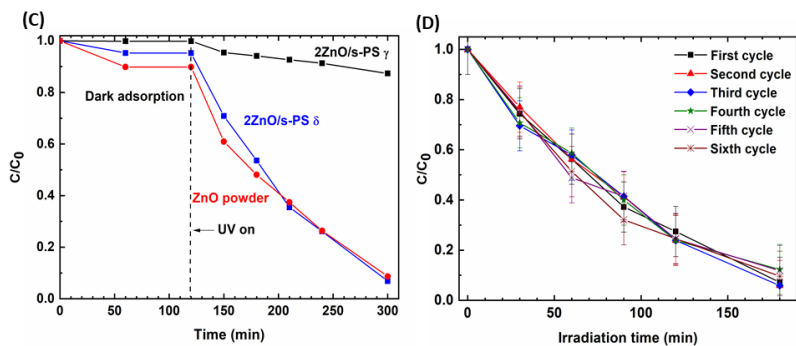 (C)
1.0
0.8
0.6
0.4
0.2
0.0
C/C0
0
50
100
150
200
250
300
Time (min)
2ZnO/s-PS γ
Dark adsorption
2ZnO/s-PS δ
ZnO powder
UV on
(D)
1.0
0.8
0.6
0.4
0.2
0.0
C/C0
0
50
100
150
Irradiation time (min)
First cycle
Second cycle
Third cycle
Fourth cycle
Fifth cycle
Sixth cycle